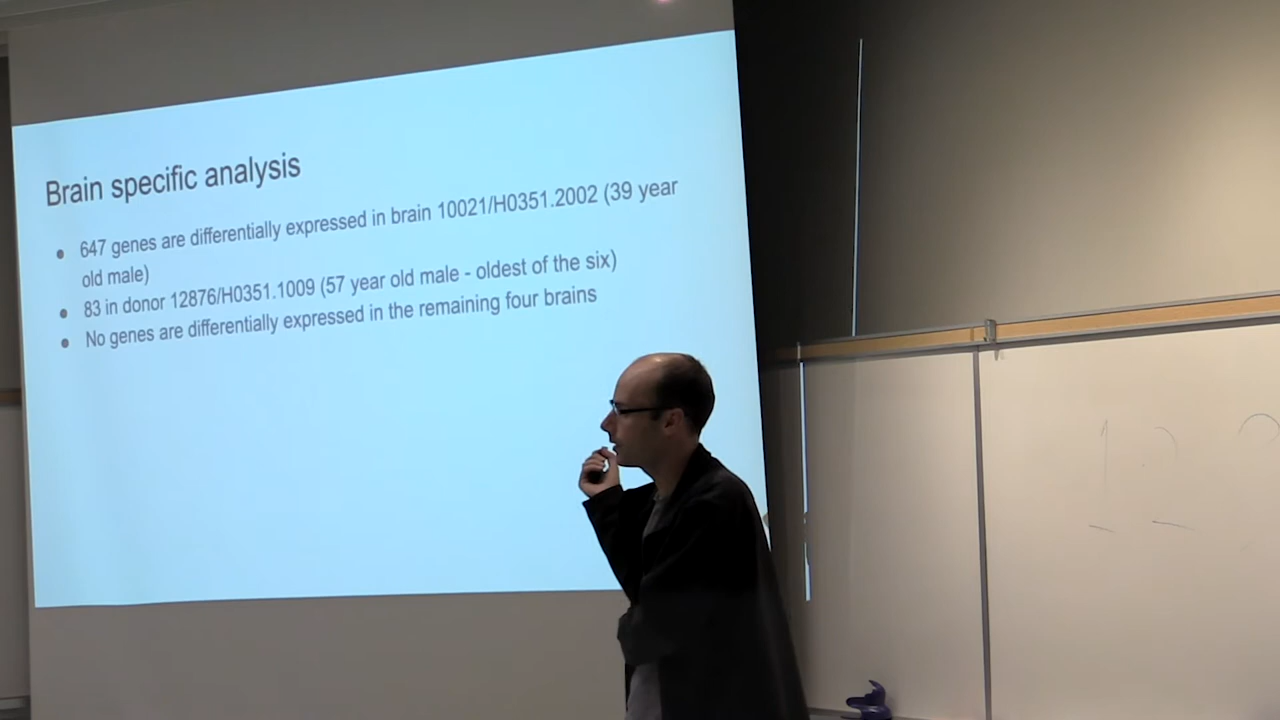 Brain specific analysis
● 647 genes are differentially expressed in brain 10021/H0351.2002 (39 year
old male)
● 83 in donor 12876/H0351.1009 (57 year old male - oldest of the six)
● No genes are differentially expressed in the remaining four brains